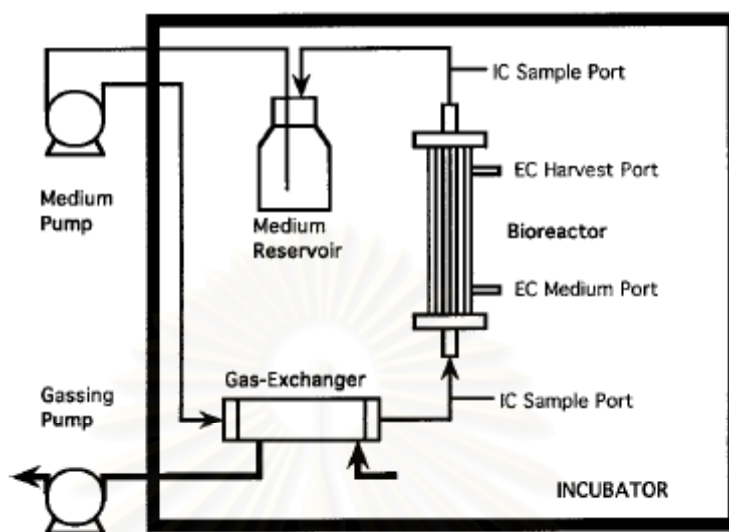 IC Sample Port
EC Harvest Port
Medium
Pump
Medium
Reservoir
Bioreactor
EC Medium Port
Gas-Exchanger
Gassing
Pump
IC Sample Port
INCUBATOR